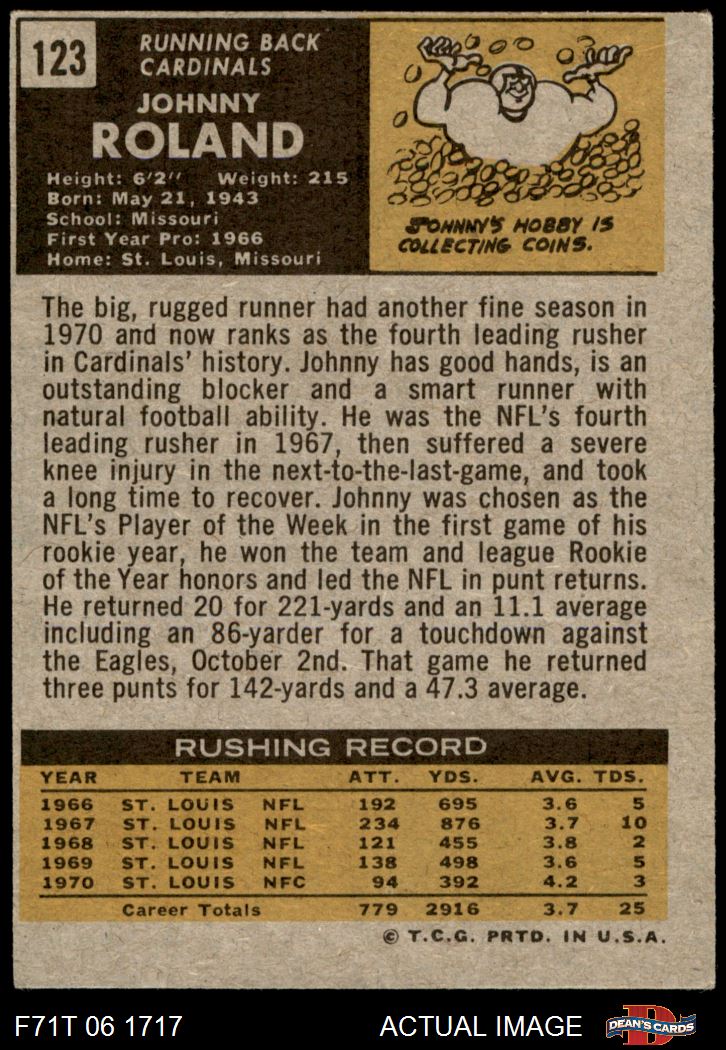 123
RUNNING BACK
CARDINALS
JOHNNY
ROLAND
Height: 6'2" Weight: 215
Born: May 21, 1943
School: Missouri
First Year Pro: 1966
Home: St. Louis, Missouri
JOHNNY'S HOBBY IS
COLLECTING COINS.
The big, rugged runner had another fine season in
1970 and now ranks as the fourth leading rusher
in Cardinals' history. Johnny has good hands, is an
outstanding blocker and a smart runner with
natural football ability. He was the NFL's fourth
leading rusher in 1967, then suffered a severe
knee injury in the next-to-the-last-game, and took
a long time to recover. Johnny was chosen as the
NFL's Player of the Week in the first game of his
rookie year, he won the team and league Rookie
of the Year honors and led the NFL in punt returns.
He returned 20 for 221-yards and an 11.1 average
including an 86-yarder for a touchdown against
the Eagles, October 2nd. That game he returned
three punts for 142-yards and a 47.3 average.
RUSHING RECORD
YEAR TEAM ATT. YDS. AVG. TDS.
1966 ST. LOUIS NFL 192 695 3.6 5
1967 ST. LOUIS NFL 234 876 3.7 10
1968 ST. LOUIS NFL 121 455 3.8 2
1969 ST. LOUIS NFL 138 498 3.6 5
1970 ST. LOUIS NFC 94 392 4.2 3
Career Totals 779 2916 3.7 25
© T.C.G. PRTD. IN U.S.A.
F71T 06 1717 ACTUAL IMAGE
D
DEAN'S CARDS